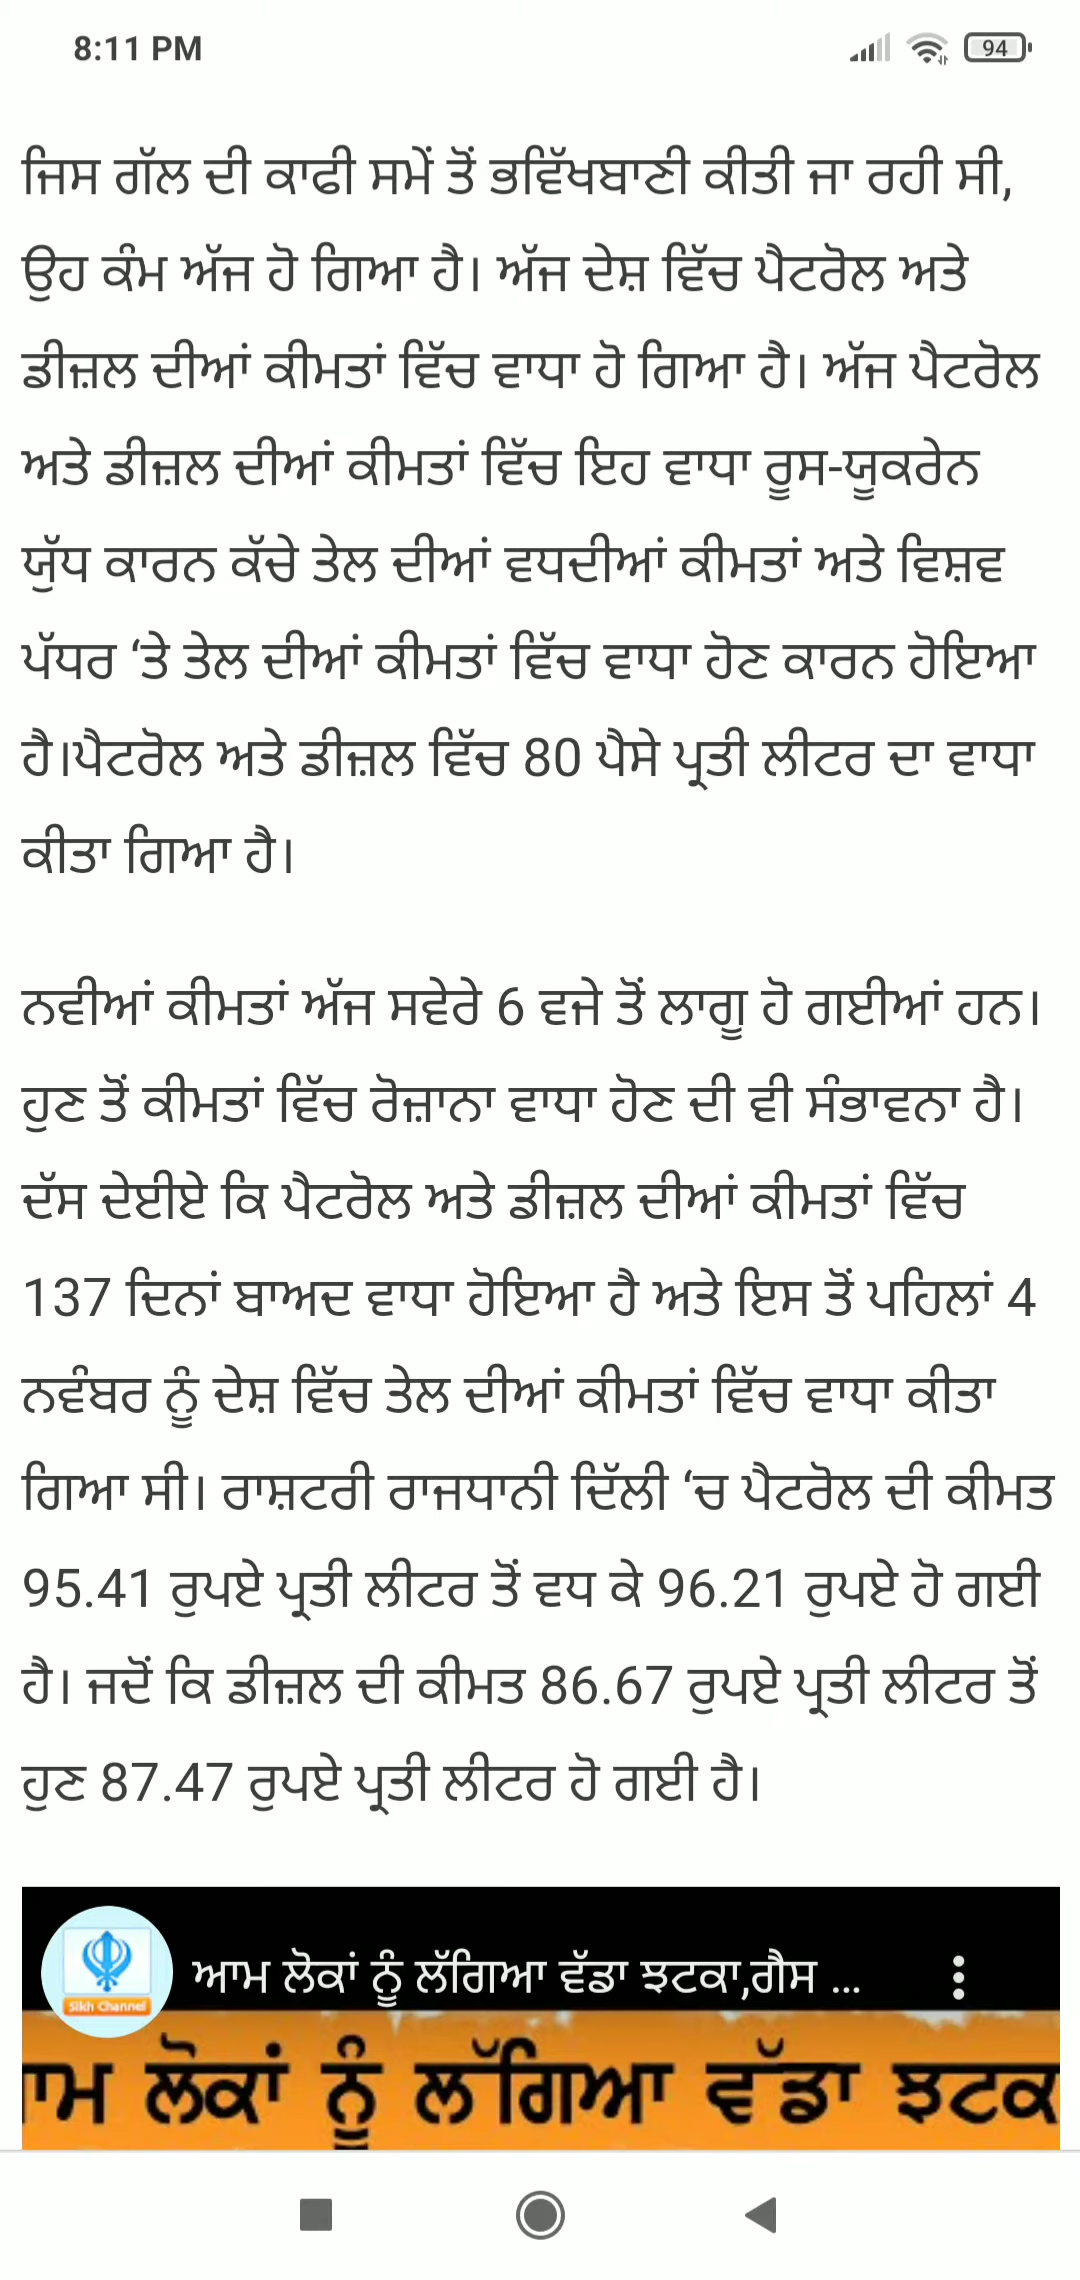 8:11 PM
94
ਜਿਸ ਗੱਲ ਦੀ ਕਾਫੀ ਸਮੇਂ ਤੋਂ ਭਵਿੱਖਬਾਣੀ ਕੀਤੀ ਜਾ ਰਹੀ ਸੀ,
ਉਹ ਕੰਮ ਅੱਜ ਹੋ ਗਿਆ ਹੈ। ਅੱਜ ਦੇਸ਼ ਵਿੱਚ ਪੈਟਰੋਲ ਅਤੇ
ਡੀਜ਼ਲ ਦੀਆਂ ਕੀਮਤਾਂ ਵਿੱਚ ਵਾਧਾ ਹੋ ਗਿਆ ਹੈ। ਅੱਜ ਪੈਟਰੋਲ
ਅਤੇ ਡੀਜ਼ਲ ਦੀਆਂ ਕੀਮਤਾਂ ਵਿੱਚ ਇਹ ਵਾਧਾ ਰੂਸ-ਯੂਕਰੇਨ
ਯੁੱਧ ਕਾਰਨ ਕੱਚੇ ਤੇਲ ਦੀਆਂ ਵਧਦੀਆਂ ਕੀਮਤਾਂ ਅਤੇ ਵਿਸ਼ਵ
ਪੱਧਰ ‘ਤੇ ਤੇਲ ਦੀਆਂ ਕੀਮਤਾਂ ਵਿੱਚ ਵਾਧਾ ਹੋਣ ਕਾਰਨ ਹੋਇਆ
ਹੈ।ਪੈਟਰੋਲ ਅਤੇ ਡੀਜ਼ਲ ਵਿੱਚ 80 ਪੈਸੇ ਪ੍ਰਤੀ ਲੀਟਰ ਦਾ ਵਾਧਾ
ਕੀਤਾ ਗਿਆ ਹੈ।
ਨਵੀਆਂ ਕੀਮਤਾਂ ਅੱਜ ਸਵੇਰੇ 6 ਵਜੇ ਤੋਂ ਲਾਗੂ ਹੋ ਗਈਆਂ ਹਨ।
ਹੁਣ ਤੋਂ ਕੀਮਤਾਂ ਵਿੱਚ ਰੋਜ਼ਾਨਾ ਵਾਧਾ ਹੋਣ ਦੀ ਵੀ ਸੰਭਾਵਨਾ ਹੈ।
ਦੱਸ ਦੇਈਏ ਕਿ ਪੈਟਰੋਲ ਅਤੇ ਡੀਜ਼ਲ ਦੀਆਂ ਕੀਮਤਾਂ ਵਿੱਚ
137 ਦਿਨਾਂ ਬਾਅਦ ਵਾਧਾ ਹੋਇਆ ਹੈ ਅਤੇ ਇਸ ਤੋਂ ਪਹਿਲਾਂ 4
ਨਵੰਬਰ ਨੂੰ ਦੇਸ਼ ਵਿੱਚ ਤੇਲ ਦੀਆਂ ਕੀਮਤਾਂ ਵਿੱਚ ਵਾਧਾ ਕੀਤਾ
ਗਿਆ ਸੀ। ਰਾਸ਼ਟਰੀ ਰਾਜਧਾਨੀ ਦਿੱਲੀ ‘ਚ ਪੈਟਰੋਲ ਦੀ ਕੀਮਤ
95.41 ਰੁਪਏ ਪ੍ਰਤੀ ਲੀਟਰ ਤੋਂ ਵਧ ਕੇ 96.21 ਰੁਪਏ ਹੋ ਗਈ
ਹੈ। ਜਦੋਂ ਕਿ ਡੀਜ਼ਲ ਦੀ ਕੀਮਤ 86.67 ਰੁਪਏ ਪ੍ਰਤੀ ਲੀਟਰ ਤੋਂ
ਹੁਣ 87.47 ਰੁਪਏ ਪ੍ਰਤੀ ਲੀਟਰ ਹੋ ਗਈ ਹੈ।
ਆਮ ਲੋਕਾਂ ਨੂੰ ਲੱਗਿਆ ਵੱਡਾ ਝਟਕਾ,ਗੈਸ ...
Sikh Channel
ਾਮ ਲੋਕਾਂ ਨੂੰ ਲੱਗਿਆ ਵੱਡਾ ਝਟਕ